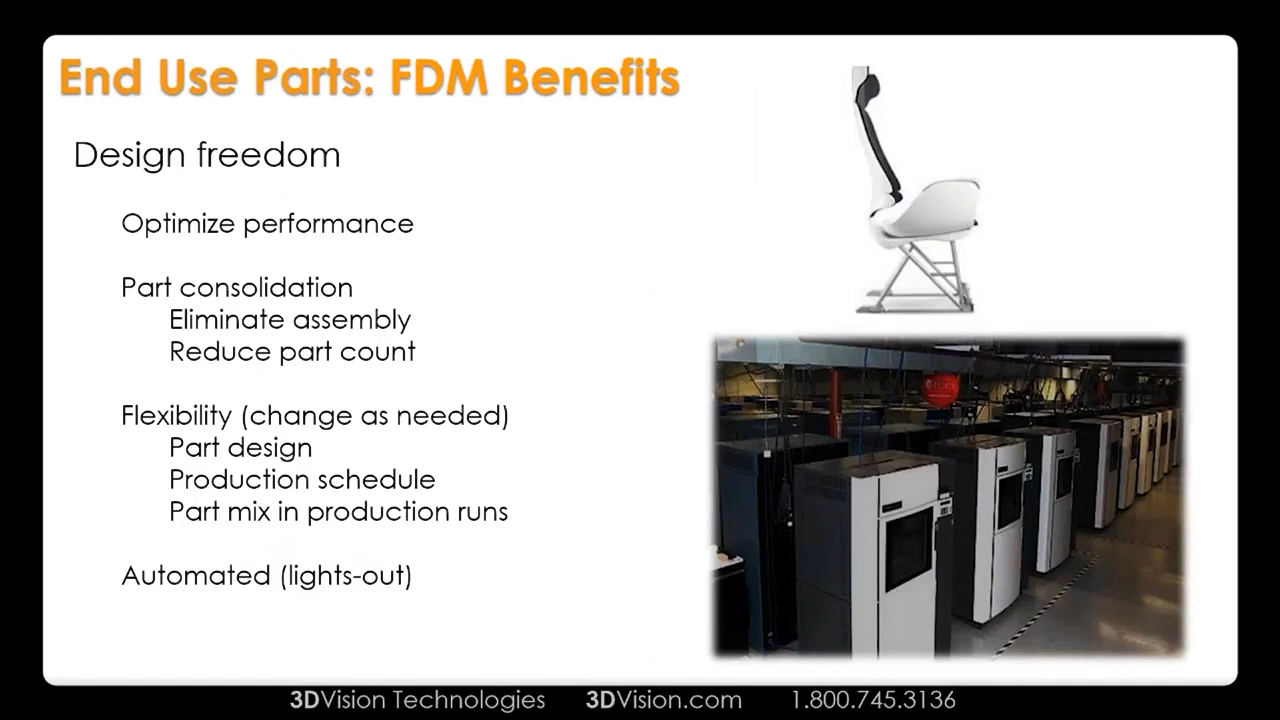 End Use Parts: FDM Benefits
Design freedom
Optimize performance
Part consolidation
Eliminate assembly
Reduce part count
Flexibility (change as needed)
Part design
Production schedule
Part mix in production runs
Automated (lights-out)
3DVision Technologies 3DVision.com 1.800.745.3136